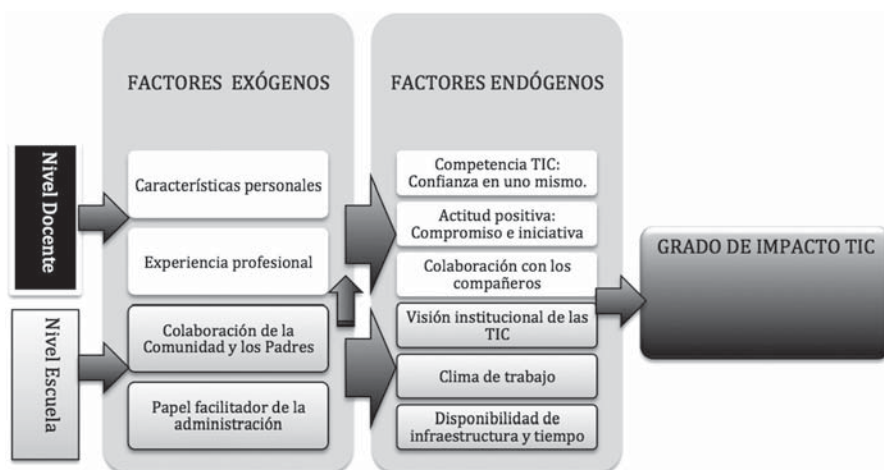 FACTORES EXÓGENOS
FACTORES ENDÓGENOS
Nivel Docente
Características personales
Experiencia profesional
Competencia TIC:
Confianza en uno mismo.
Actitud positiva:
Compromiso e iniciativa
Colaboración con los
compañeros
GRADO DE IMPACTO TIC
Nivel Escuela
Colaboración de la
Comunidad y los Padres
Papel facilitador de la
administración
Visión institucional de las
TIC
Clima de trabajo
Disponibilidad de
infraestructura y tiempo